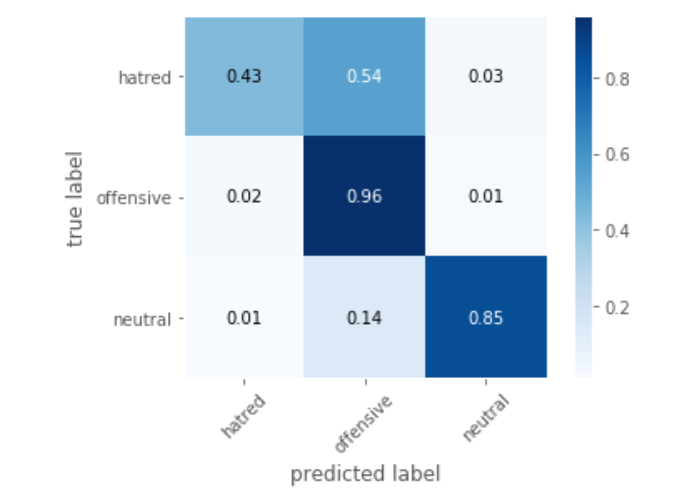 hatred 0.43 0.54 0.03
offensive 0.02 0.96 0.01
neutral 0.01 0.14 0.85
true label
hatred offensive neutral
predicted label
0.8
0.6
0.4
0.2